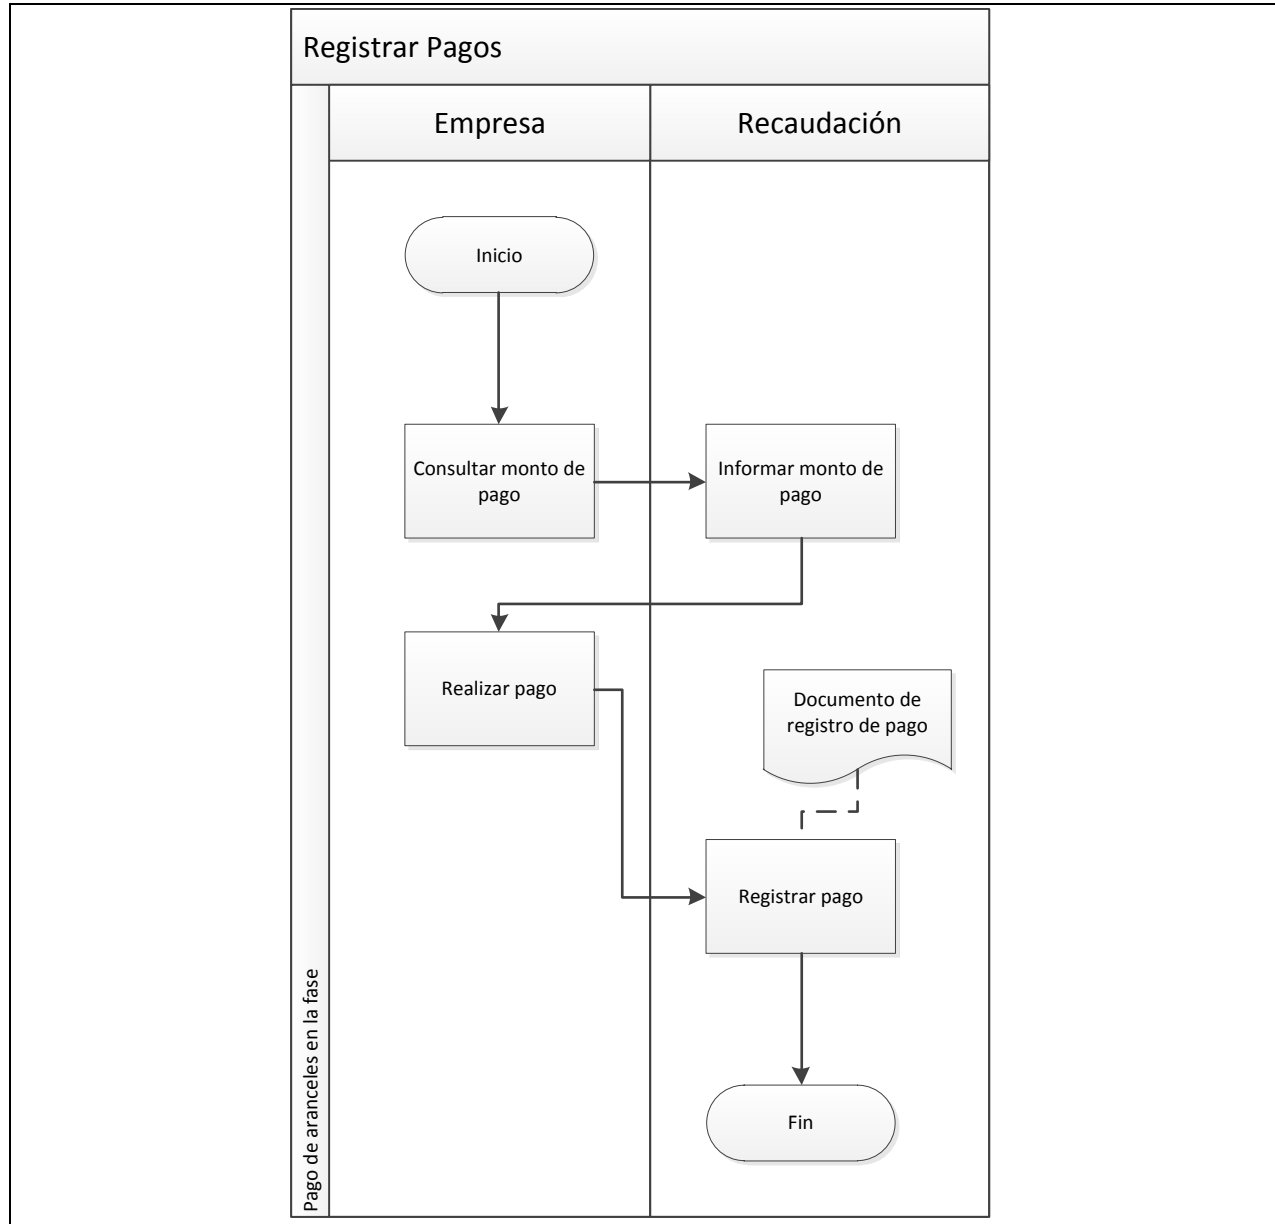 Registrar Pagos
Empresa
Recaudación
Inicio
Consultar monto de
pago
Informar monto de
pago
Realizar pago
Documento de
registro de pago
Registrar pago
Fin
Pago de aranceles en la fase